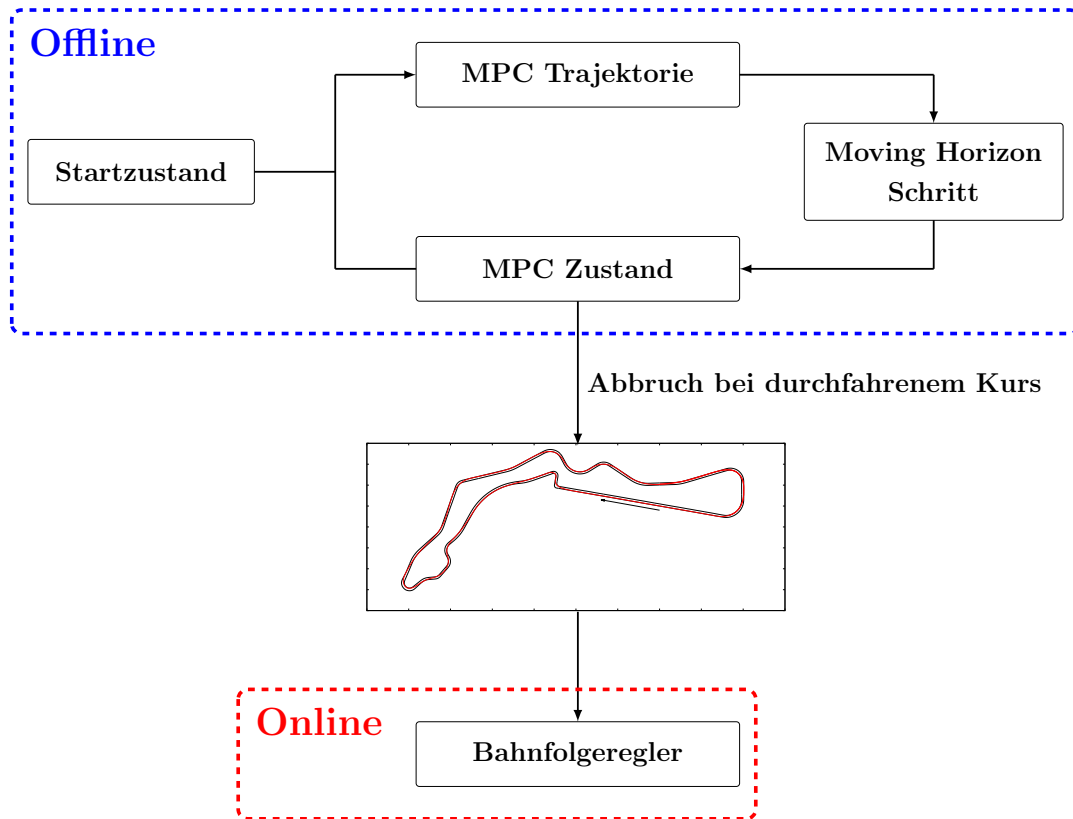 Offline
MPC Trajektorie
Startzustand
Moving Horizon
Schritt
MPC Zustand
Abbruch bei durchfahrenem Kurs
Online
Bahnfolgeregler